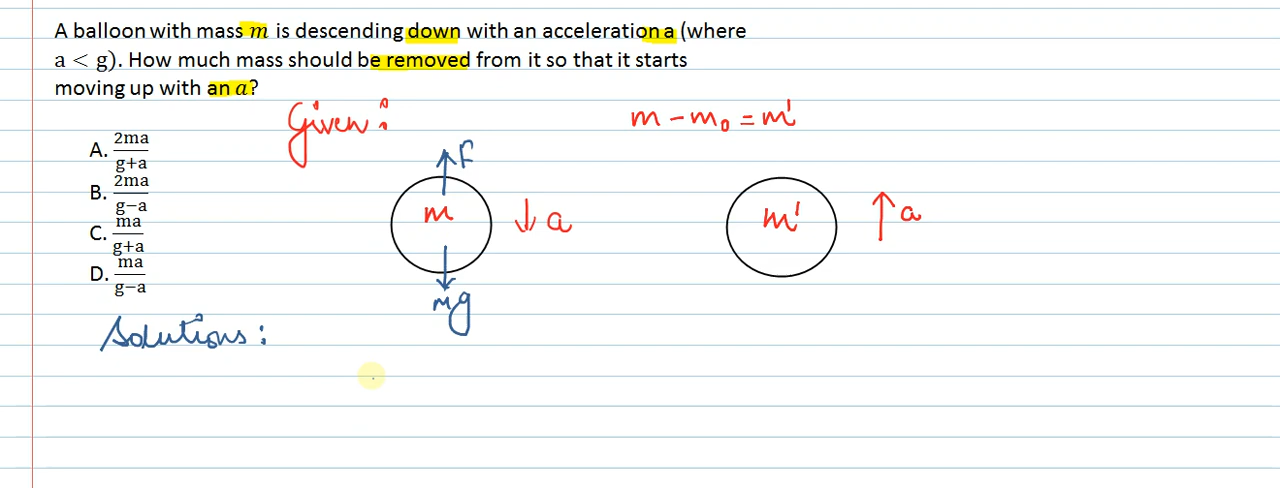 A balloon with mass m is descending down with an acceleration a (where
a < g). How much mass should be removed from it so that it starts
moving up with an a?
Given:
m - m₀ = m'
A. 2ma/g+a
B. 2ma/g−a
C. ma/g+a
D. ma/g−a
F
m
↓ a
m'
↑ a
mg
Solutions: